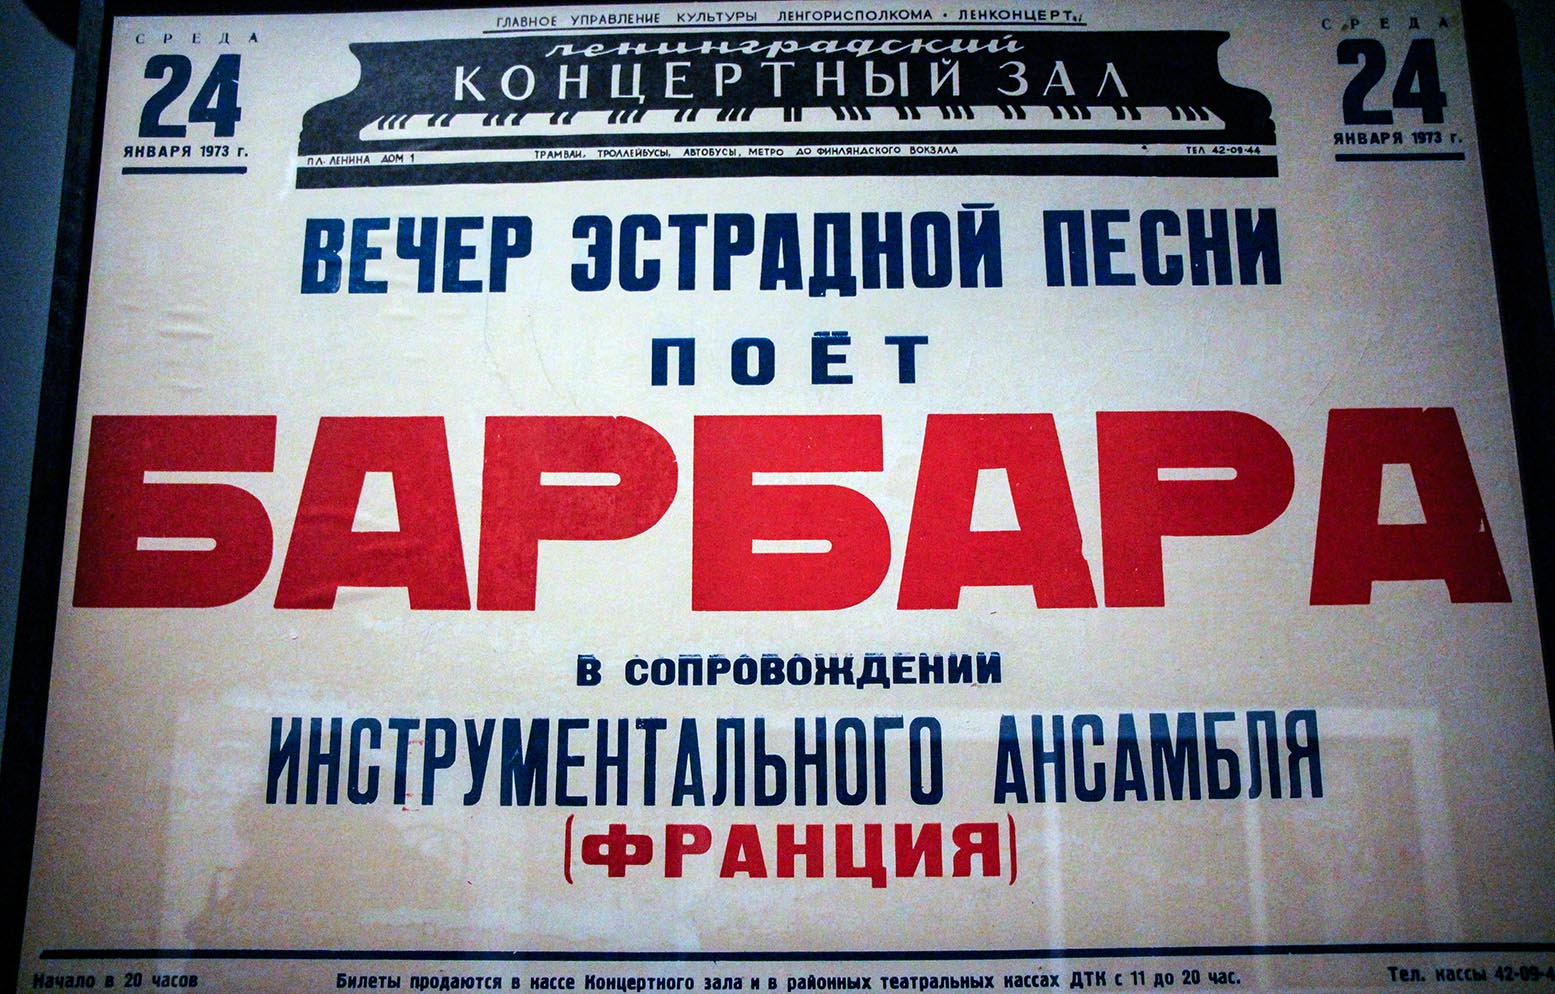 ГЛАВНОЕ УПРАВЛЕНИЕ КУЛЬТУРЫ ЛЕНГОРИСПОЛКОМА • ЛЕНКОНЦЕРТ
СРЕДА
24
ЯНВАРЯ 1973 г.
ленинградский
КОНЦЕРТНЫЙ ЗАЛ
ПЛ. ЛЕНИНА ДОМ 1 ТРАМВАИ, ТРОЛЛЕЙБУСЫ, АВТОБУСЫ, МЕТРО ДО ФИНЛЯНДСКОГО ВОКЗАЛА ТЕЛ 42-09-44
СРЕДА
24
ЯНВАРЯ 1973 г.
ВЕЧЕР ЭСТРАДНОЙ ПЕСНИ
ПОЁТ
БАРБАРА
В СОПРОВОЖДЕНИИ
ИНСТРУМЕНТАЛЬНОГО АНСАМБЛЯ
(ФРАНЦИЯ)
Начало в 20 часов Билеты продаются в кассе Концертного зала и в районных театральных кассах ДТК с 11 до 20 час. Тел. кассы 42-09-4